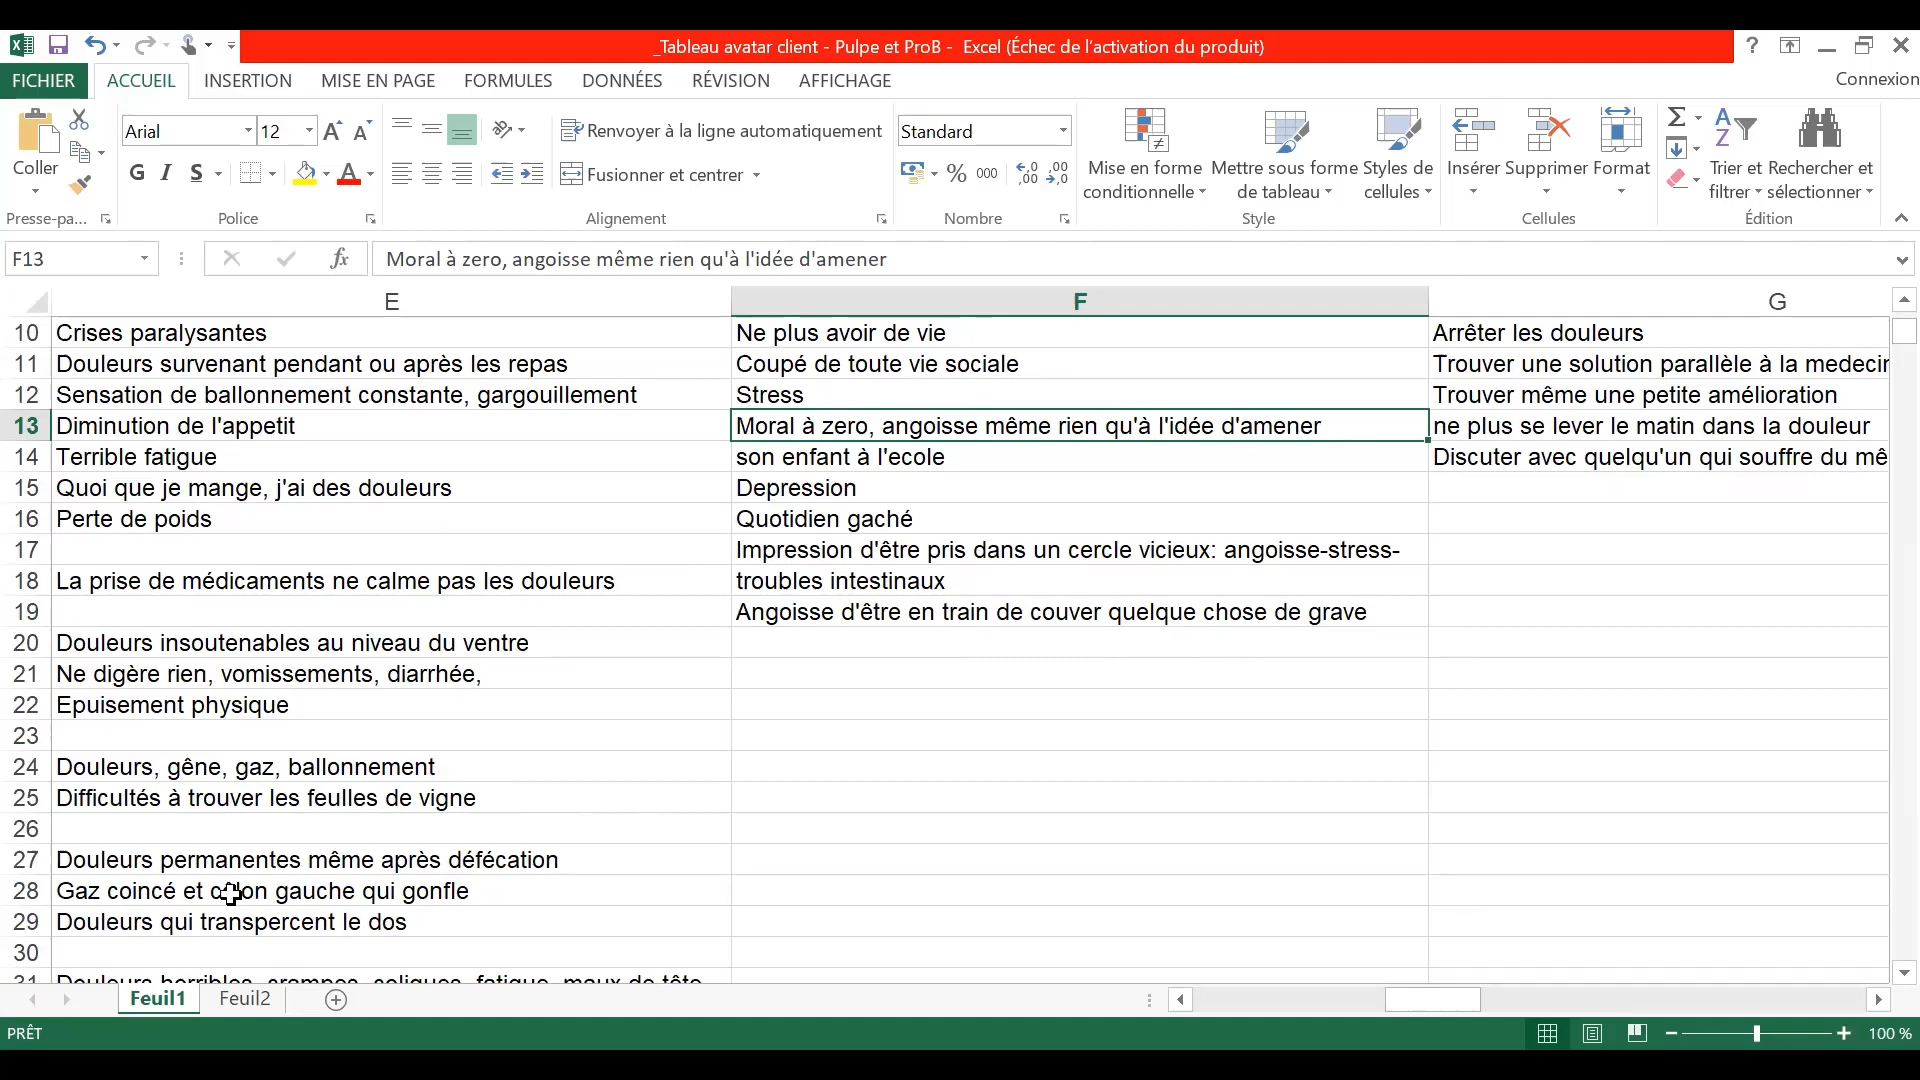 _Tableau avatar client - Pulpe et ProB - Excel (Échec de l'activation du produit)
FICHIER ACCUEIL INSERTION MISE EN PAGE FORMULES DONNÉES RÉVISION AFFICHAGE Connexion
Arial 12 Renvoyer à la ligne automatiquement Standard
Coller G I S A Fusionner et centrer % 000
Mise en forme conditionnelle Mettre sous forme de tableau Styles de cellules Insérer Supprimer Format Trier et filtrer Rechercher et sélectionner
Presse-pa... Police Alignement Nombre Style Cellules Édition
F13 fx Moral à zero, angoisse même rien qu'à l'idée d'amener
E F G
10 Crises paralysantes Ne plus avoir de vie Arrêter les douleurs
11 Douleurs survenant pendant ou après les repas Coupé de toute vie sociale Trouver une solution parallèle à la medecin
12 Sensation de ballonnement constante, gargouillement Stress Trouver même une petite amélioration
13 Diminution de l'appetit Moral à zero, angoisse même rien qu'à l'idée d'amener ne plus se lever le matin dans la douleur
14 Terrible fatigue son enfant à l'ecole Discuter avec quelqu'un qui souffre du mê
15 Quoi que je mange, j'ai des douleurs Depression
16 Perte de poids Quotidien gaché
17 Impression d'être pris dans un cercle vicieux: angoisse-stress-
18 La prise de médicaments ne calme pas les douleurs troubles intestinaux
19 Angoisse d'être en train de couver quelque chose de grave
20 Douleurs insoutenables au niveau du ventre
21 Ne digère rien, vomissements, diarrhée,
22 Epuisement physique
23
24 Douleurs, gêne, gaz, ballonnement
25 Difficultés à trouver les feulles de vigne
26
27 Douleurs permanentes même après défécation
28 Gaz coincé et colon gauche qui gonfle
29 Douleurs qui transpercent le dos
30
31 Douleurs horribles, crampes, coliques, fatigue, maux de tête
Feuil1 Feuil2
PRÊT 100 %